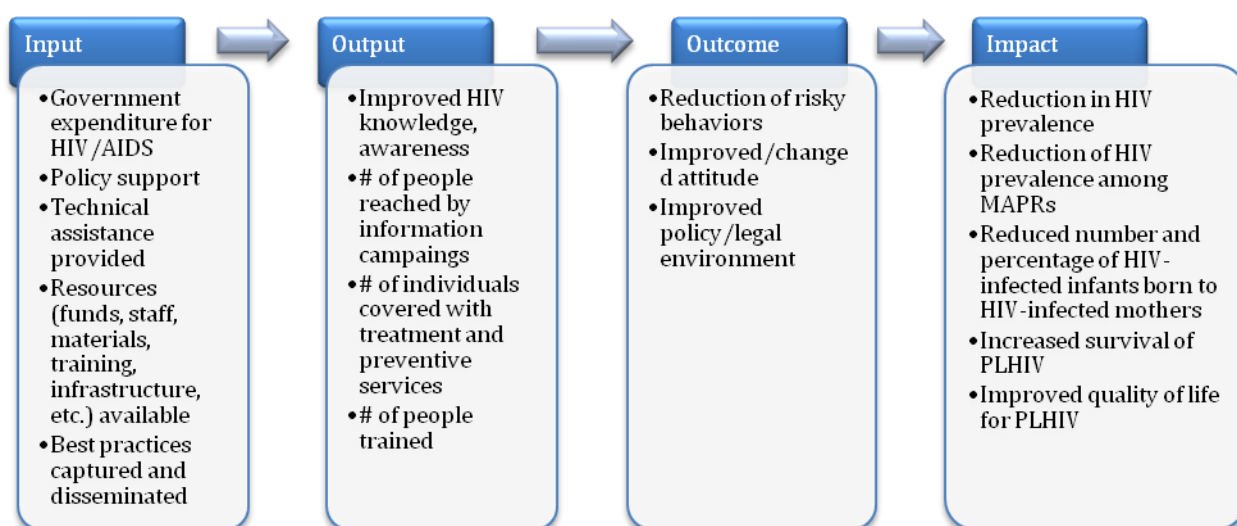 Input
•Government
expenditure for
HIV/AIDS
•Policy support
•Technical
assistance
provided
•Resources
(funds, staff,
materials,
training,
infrastructure,
etc.) available
•Best practices
captured and
disseminated
Output
•Improved HIV
knowledge,
awareness
•# of people
reached by
information
campaings
•# of individuals
covered with
treatment and
preventive
services
•# of people
trained
Outcome
•Reduction of risky
behaviors
•Improved/change
d attitude
•Improved
policy/legal
environment
Impact
•Reduction in HIV
prevalence
•Reduction of HIV
prevalence among
MAPRs
•Reduced number and
percentage of HIV-
infected infants born to
HIV-infected mothers
•Increased survival of
PLHIV
•Improved quality of life
for PLHIV